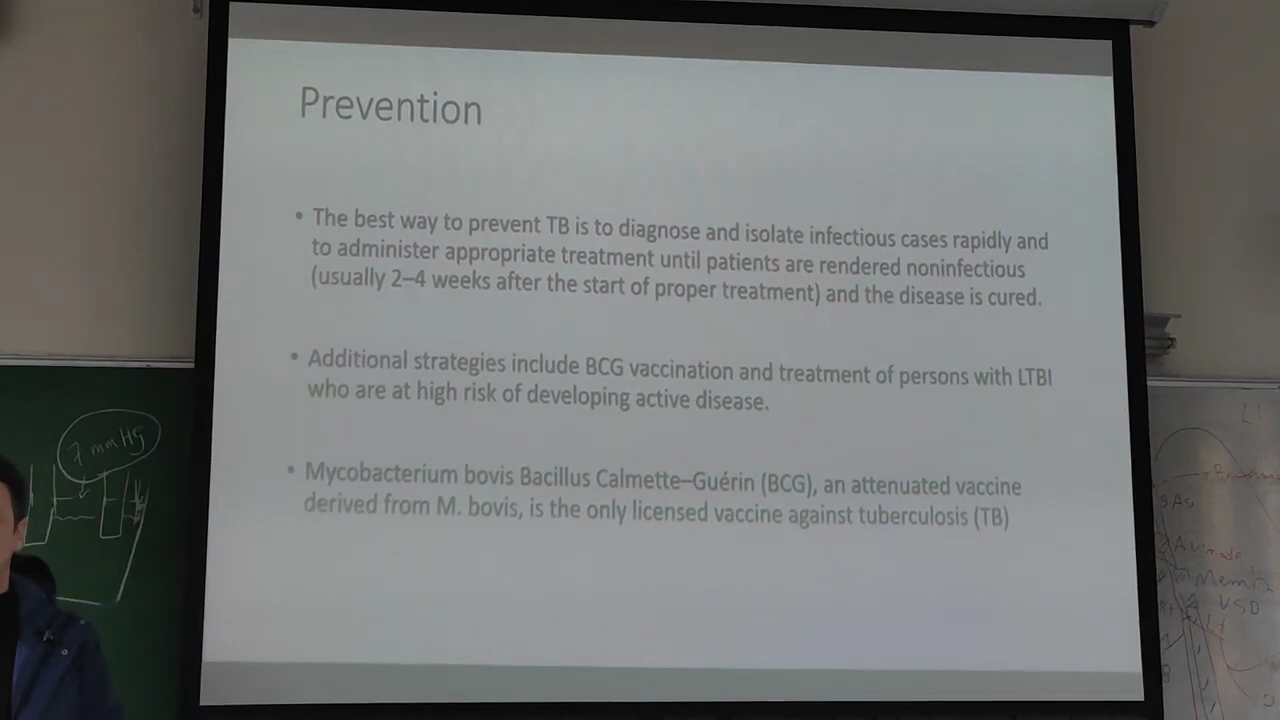 Prevention
• The best way to prevent TB is to diagnose and isolate infectious cases rapidly and
to administer appropriate treatment until patients are rendered noninfectious
(usually 2–4 weeks after the start of proper treatment) and the disease is cured.
• Additional strategies include BCG vaccination and treatment of persons with LTBI
who are at high risk of developing active disease.
• Mycobacterium bovis Bacillus Calmette–Guérin (BCG), an attenuated vaccine
derived from M. bovis, is the only licensed vaccine against tuberculosis (TB)
7 mmHg
As
VSD